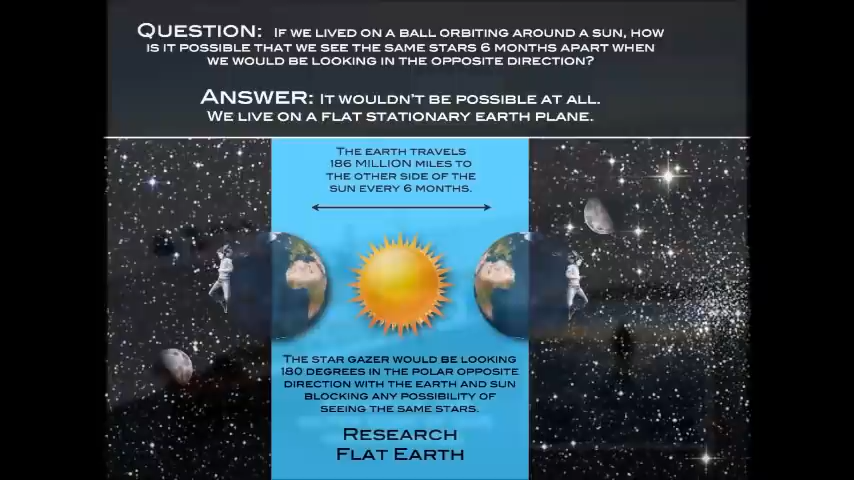 QUESTION: IF WE LIVED ON A BALL ORBITING AROUND A SUN, HOW
IS IT POSSIBLE THAT WE SEE THE SAME STARS 6 MONTHS APART WHEN
WE WOULD BE LOOKING IN THE OPPOSITE DIRECTION?
ANSWER: IT WOULDN'T BE POSSIBLE AT ALL.
WE LIVE ON A FLAT STATIONARY EARTH PLANE.
THE EARTH TRAVELS
186 MILLION MILES TO
THE OTHER SIDE OF THE
SUN EVERY 6 MONTHS.
THE STAR GAZER WOULD BE LOOKING
180 DEGREES IN THE POLAR OPPOSITE
DIRECTION WITH THE EARTH AND SUN
BLOCKING ANY POSSIBILITY OF
SEEING THE SAME STARS.
RESEARCH
FLAT EARTH